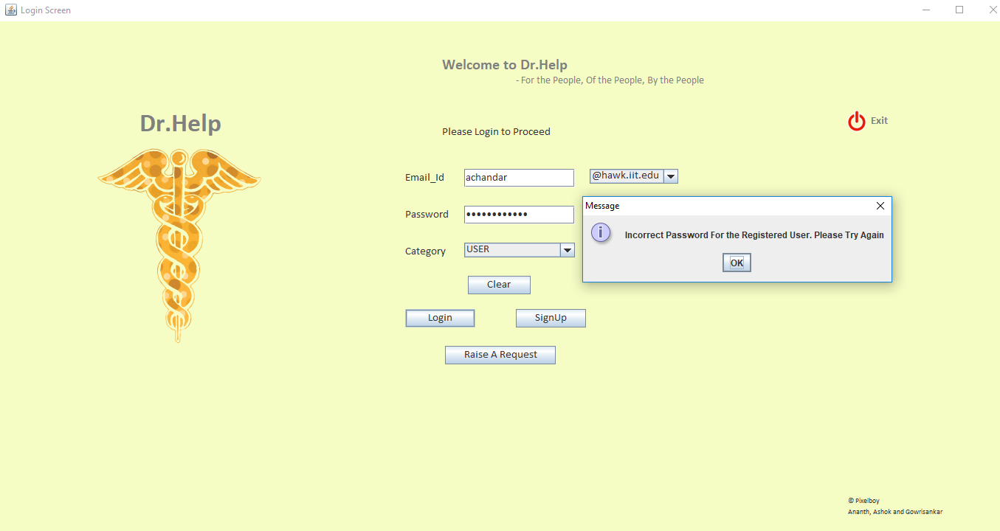 Login Screen
Welcome to Dr.Help
- For the People, Of the People, By the People
Dr.Help
Exit
Please Login to Proceed
Email_Id achandar @hawk.iit.edu
Message
Password ••••••••••••
Incorrect Password For the Registered User. Please Try Again
Category USER
OK
Clear
Login SignUp
Raise A Request
© Pixelboy
Ananth, Ashok and Gowrisankar